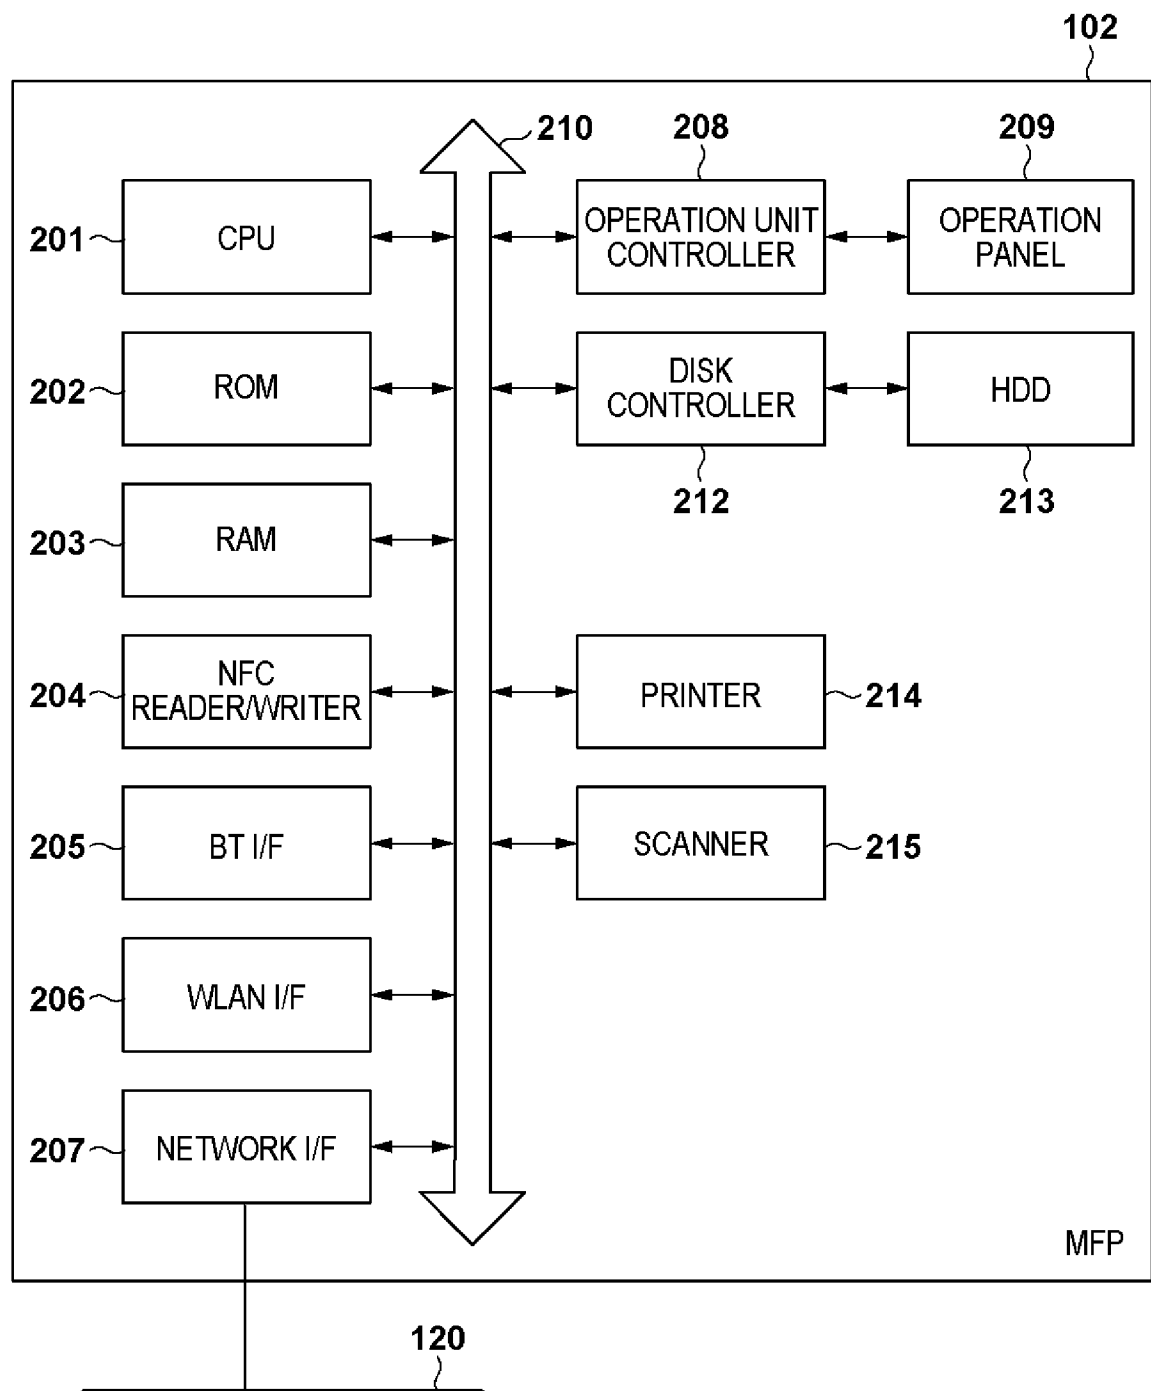 102
210
208
209
201
CPU
OPERATION UNIT
CONTROLLER
OPERATION
PANEL
202
ROM
DISK
CONTROLLER
HDD
212
213
203
RAM
204
NFC
READER/WRITER
PRINTER
214
205
BT I/F
SCANNER
215
206
WLAN I/F
207
NETWORK I/F
MFP
120